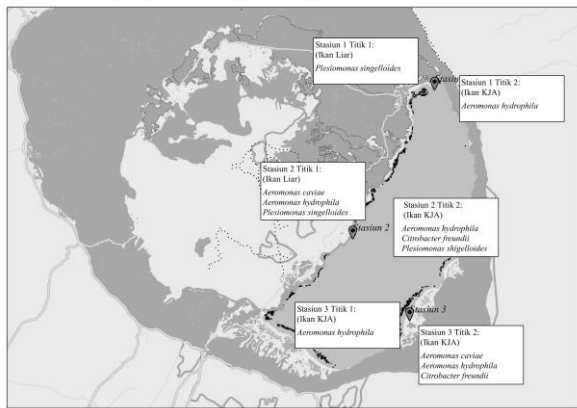 Stasiun 1 Titik 1:
(Ikan Liar)
Plesiomonas singelloides
Stasiun
Stasiun 1 Titik 2:
(Ikan KJA)
Aeromonas hydrophila
Stasiun 2 Titik 1:
(Ikan Liar)
Aeromonas caviae
Aeromonas hydrophila
Plesiomonas singelloides
Stasiun 2
Stasiun 2 Titik 2:
(Ikan KJA)
Aeromonas hydrophila
Citrobacter freundii
Plesiomonas shigelloides
Stasiun 3 Titik 1:
(Ikan KJA)
Aeromonas hydrophila
Stasiun 3
Stasiun 3 Titik 2:
(Ikan KJA)
Aeromonas caviae
Aeromonas hydrophila
Citrobacter freundii